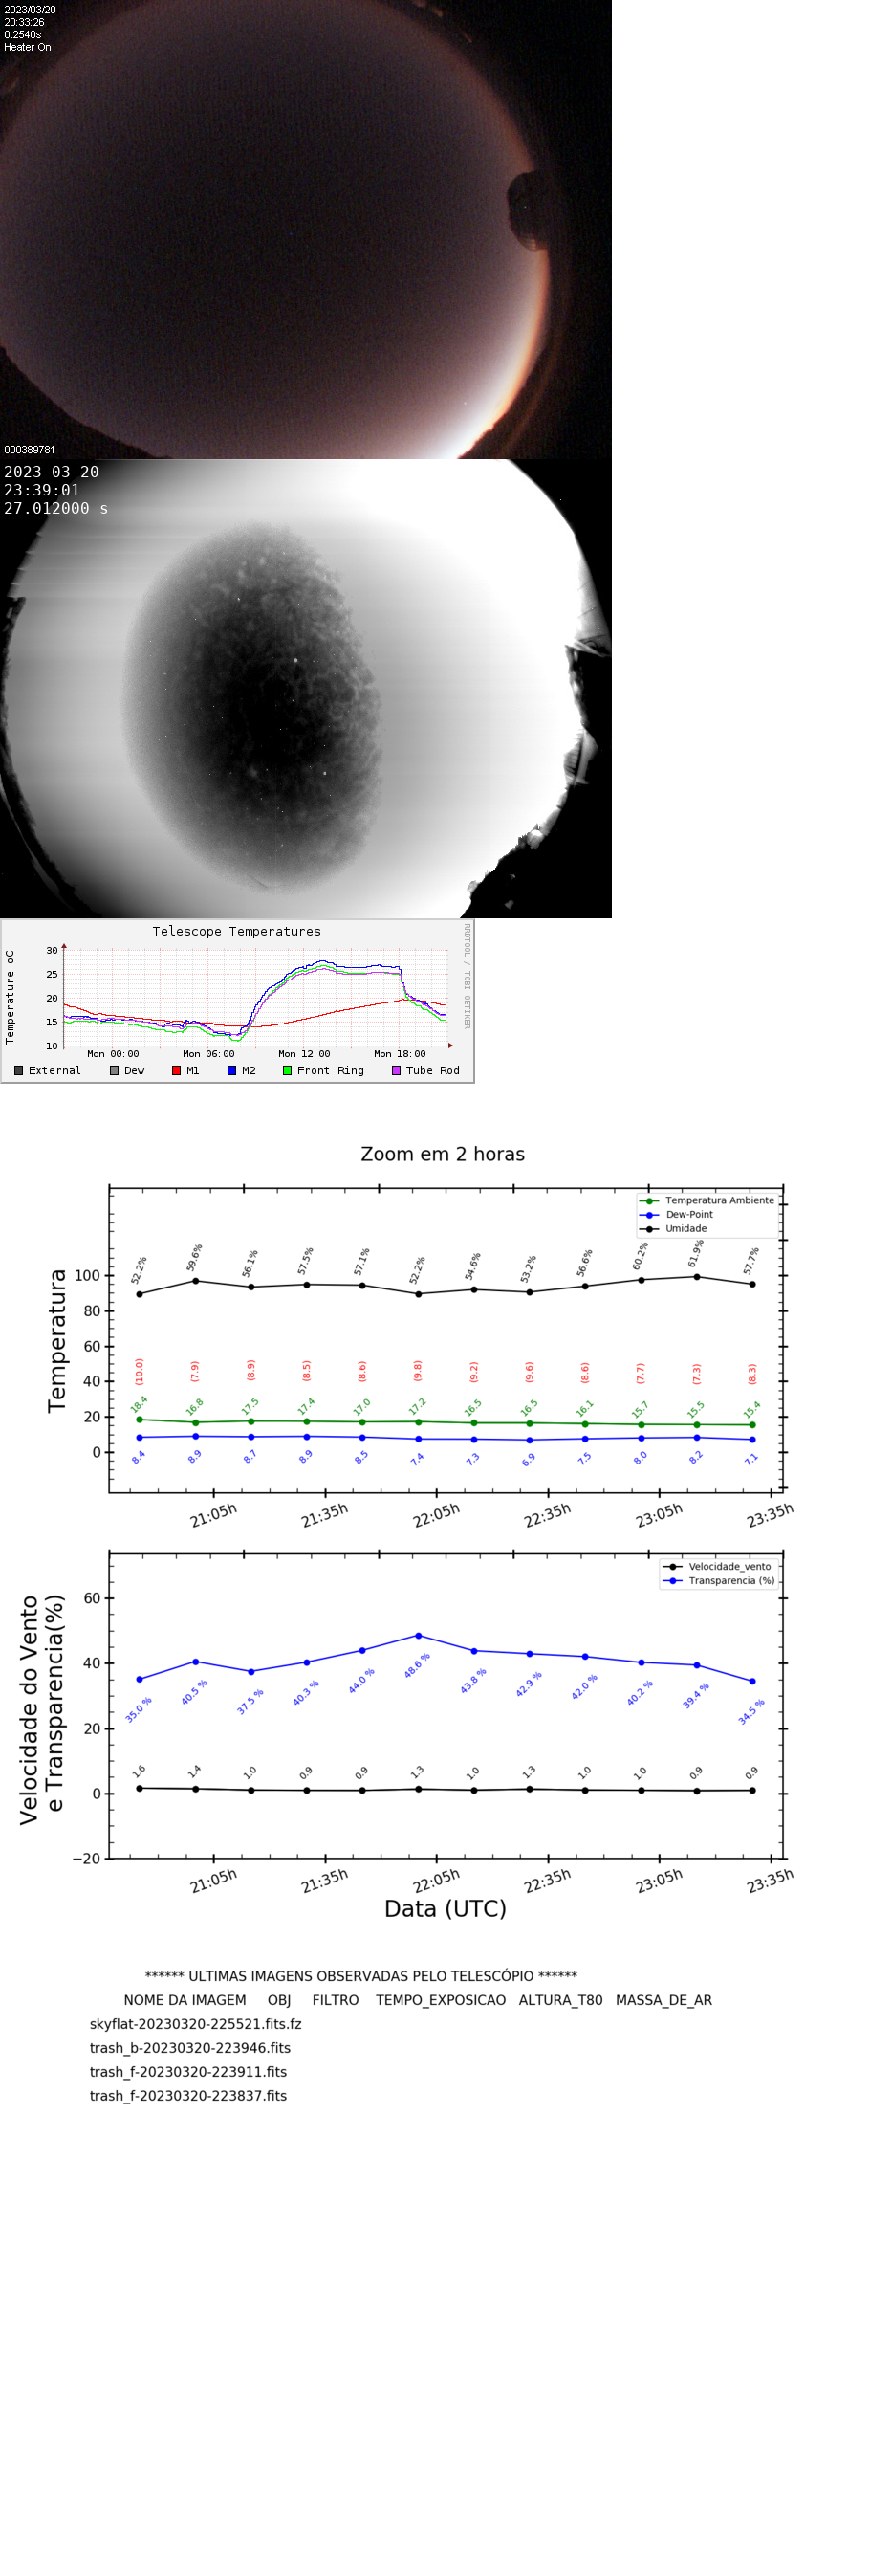 2023/03/20
20:33:26
0.2540s
Heater On
000389781
2023-03-20
23:39:01
27.012000 s
Telescope Temperatures
RRDTOOL / TOBI OETIKER
Temperature oC
30
25
20
15
10
Mon 00:00 Mon 06:00 Mon 12:00 Mon 18:00
External Dew M1 M2 Front Ring Tube Rod
Zoom em 2 horas
Temperatura Ambiente
Dew-Point
Umidade
Temperatura
100
80
60
40
20
0
52.2% 59.6% 56.1% 57.5% 57.1% 52.2% 54.6% 53.2% 56.6% 60.2% 61.9% 57.7%
(10.0) (7.9) (8.9) (8.5) (8.6) (9.8) (9.2) (9.6) (8.6) (7.7) (7.3) (8.3)
18.4 16.8 17.5 17.4 17.0 17.2 16.5 16.5 16.1 15.7 15.5 15.4
8.4 8.9 8.7 8.9 8.5 7.4 7.3 6.9 7.5 8.0 8.2 7.1
21:05h 21:35h 22:05h 22:35h 23:05h 23:35h
Velocidade_vento
Transparencia (%)
Velocidade do Vento
e Transparencia(%)
60
40
20
0
−20
35.0 % 40.5 % 37.5 % 40.3 % 44.0 % 48.6 % 43.8 % 42.9 % 42.0 % 40.2 % 39.4 % 34.5 %
1.6 1.4 1.0 0.9 0.9 1.3 1.0 1.3 1.0 1.0 0.9 0.9
21:05h 21:35h 22:05h 22:35h 23:05h 23:35h
Data (UTC)
****** ULTIMAS IMAGENS OBSERVADAS PELO TELESCÓPIO ******
NOME DA IMAGEM OBJ FILTRO TEMPO_EXPOSICAO ALTURA_T80 MASSA_DE_AR
skyflat-20230320-225521.fits.fz
trash_b-20230320-223946.fits
trash_f-20230320-223911.fits
trash_f-20230320-223837.fits